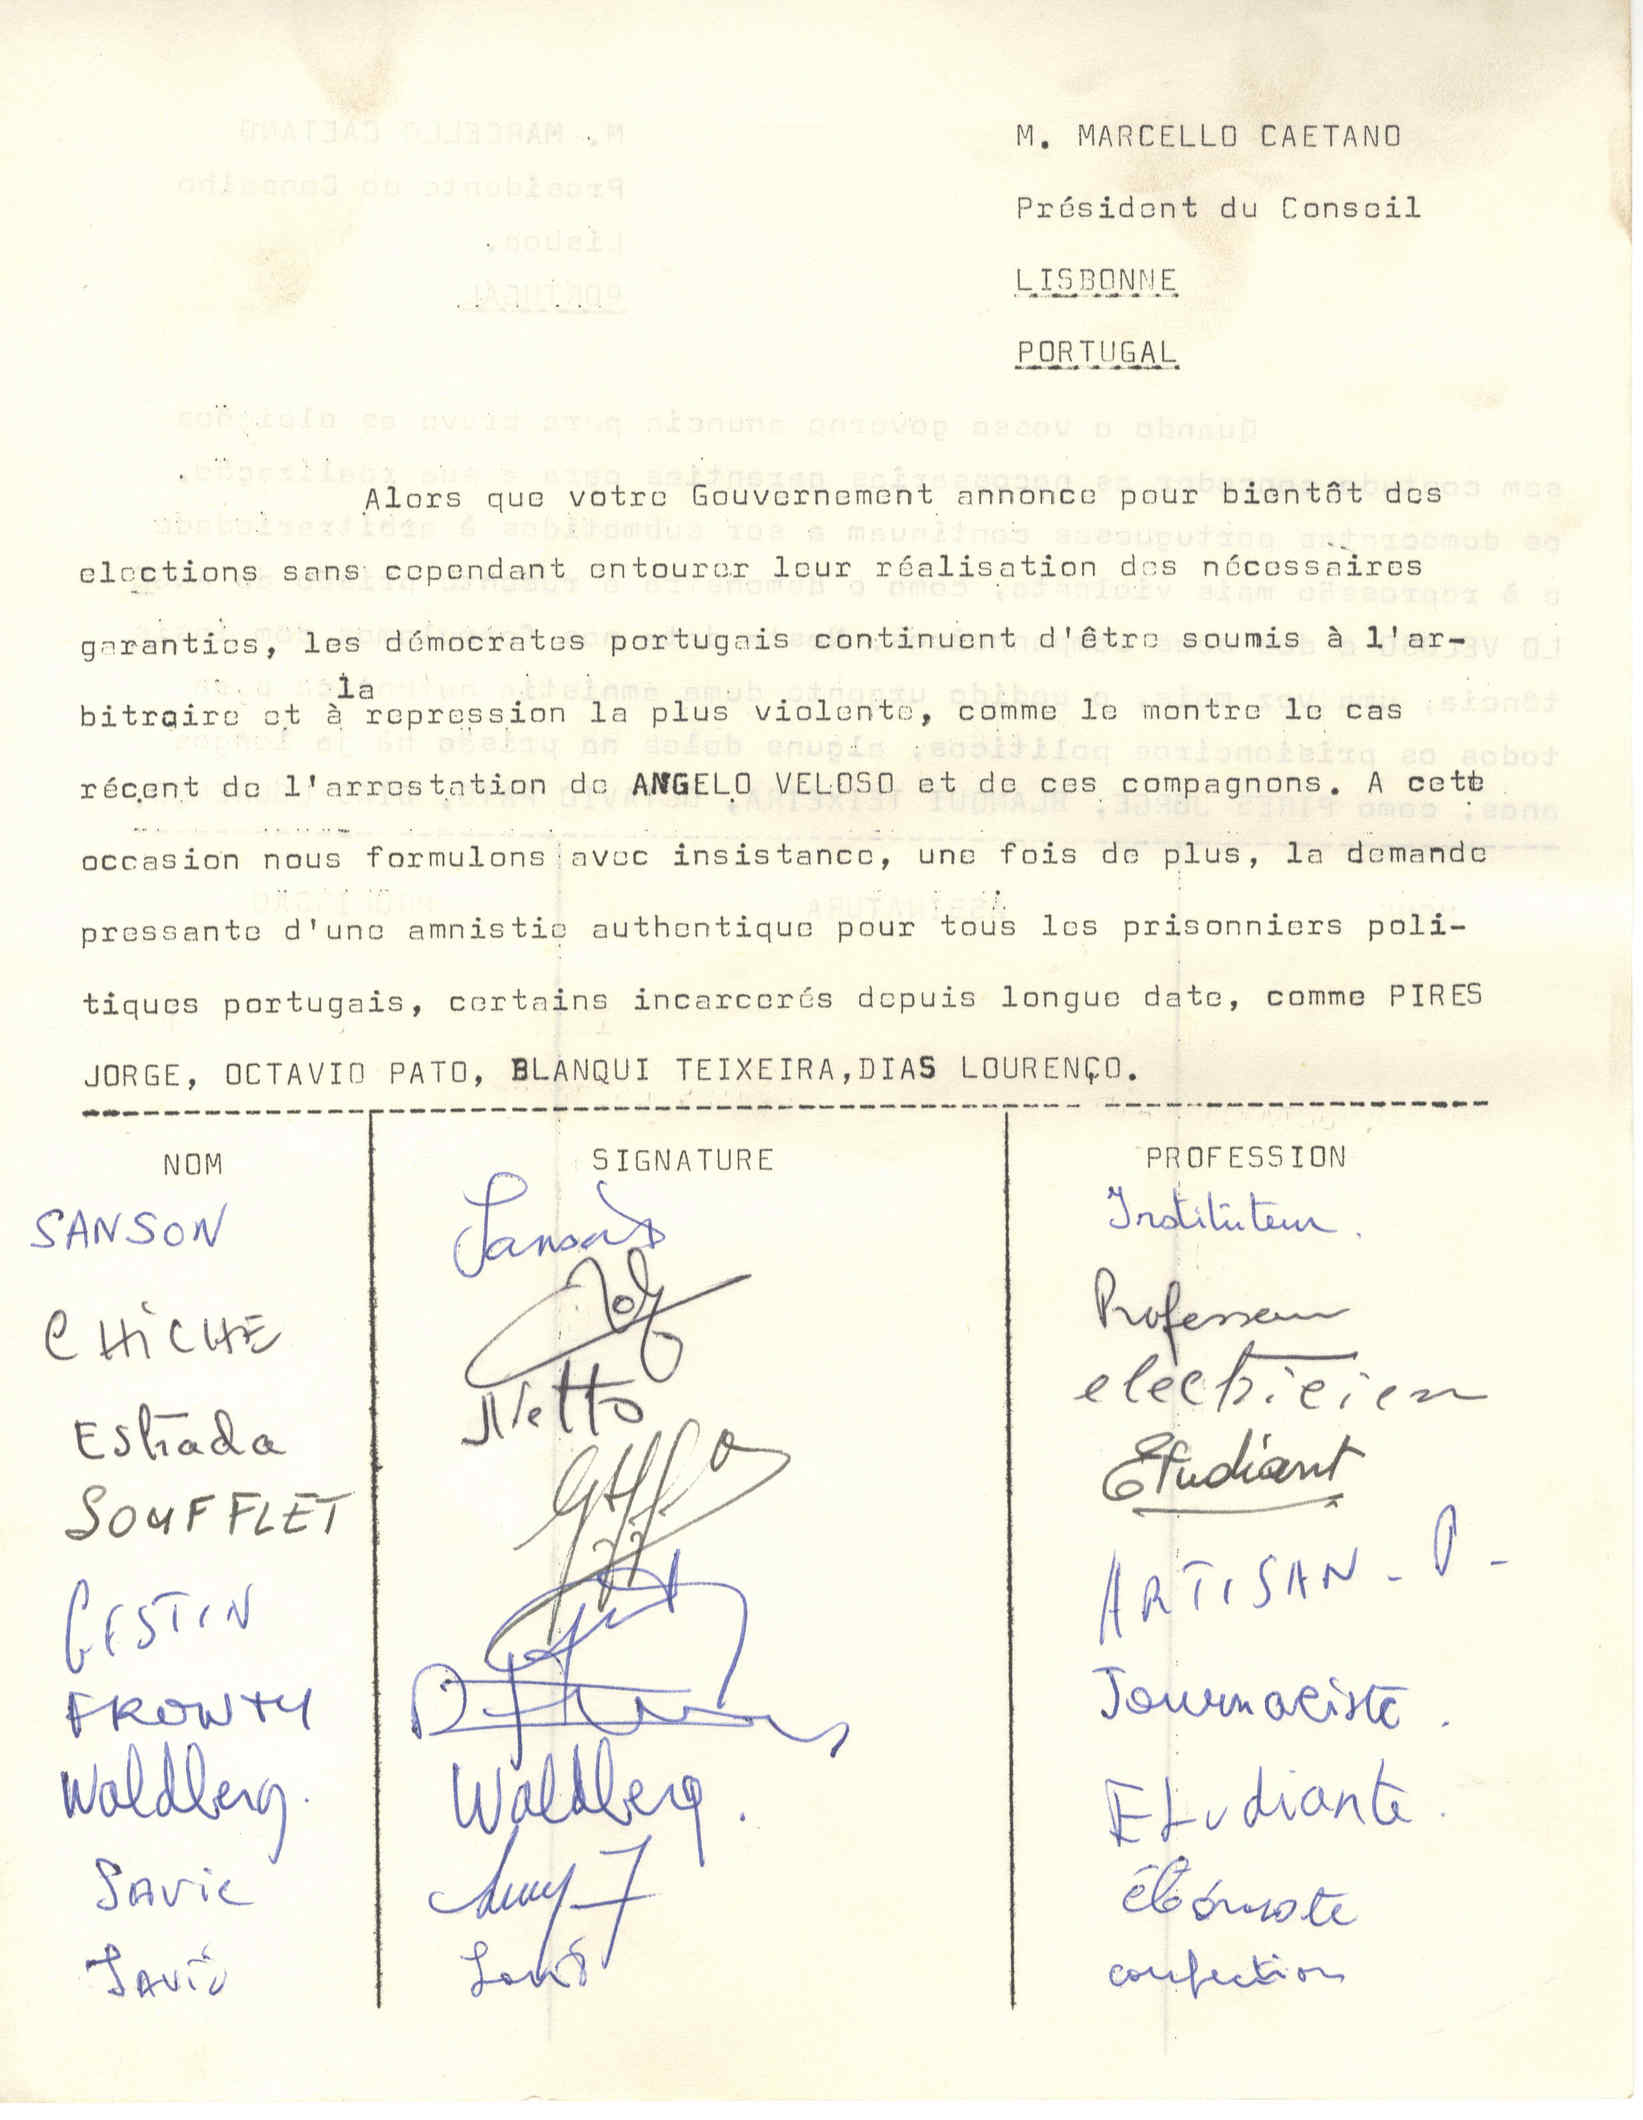 M. MARCELLO CAETANO
Président du Conseil
LISBONNE
PORTUGAL
Alors que votre Gouvernement annonce pour bientôt des
elections sans cependant entourer leur réalisation des nécessaires
garanties, les démocrates portugais continuent d'être soumis à l'ar-
la
bitraire et à repression la plus violente, comme le montre le cas
récent de l'arrestation de ANGELO VELOSO et de ces compagnons. A cett
occasion nous formulons avec insistance, une fois de plus, la demande
pressante d'une amnistie authentique pour tous les prisonniers poli-
tiques portugais, certains incarcerés depuis longue date, comme PIRES
JORGE, OCTAVIO PATO, BLANQUI TEIXEIRA,DIAS LOURENÇO.
NOM SIGNATURE PROFESSION
SANSON Sanson Instituteur.
CHICHE Professeur
Estrada Netto electricien
SOUFFLET Etudiant
GESTIN ARTISAN - P -
FRONTY Journaliste.
Waldberg. Waldberg. Etudiante.
Savic
Savic confection